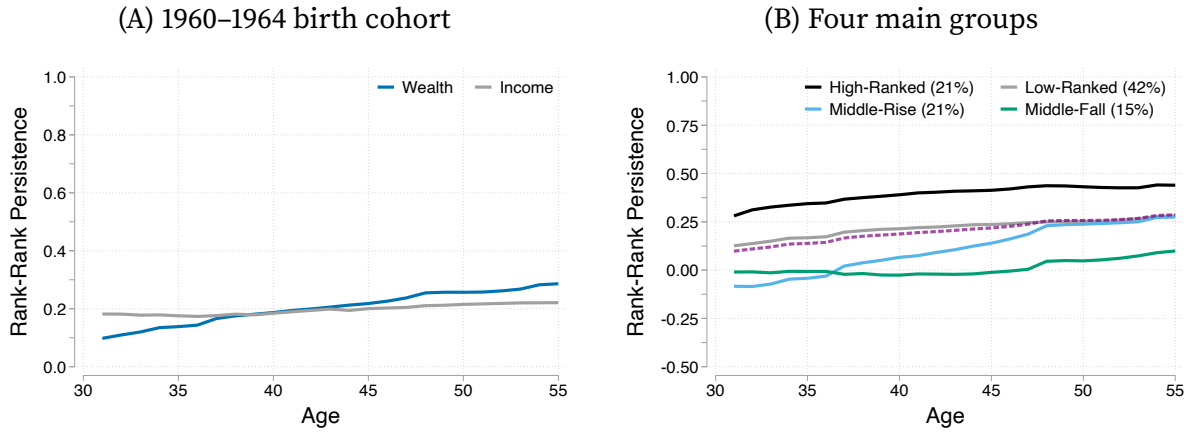 (A) 1960–1964 birth cohort
Rank-Rank Persistence
1.0
0.8
0.6
0.4
0.2
0.0
30
35
40
45
50
55
Age
Wealth
Income
(B) Four main groups
Rank-Rank Persistence
1.00
0.75
0.50
0.25
0.00
-0.25
-0.50
30
35
40
45
50
55
Age
High-Ranked (21%)
Low-Ranked (42%)
Middle-Rise (21%)
Middle-Fall (15%)